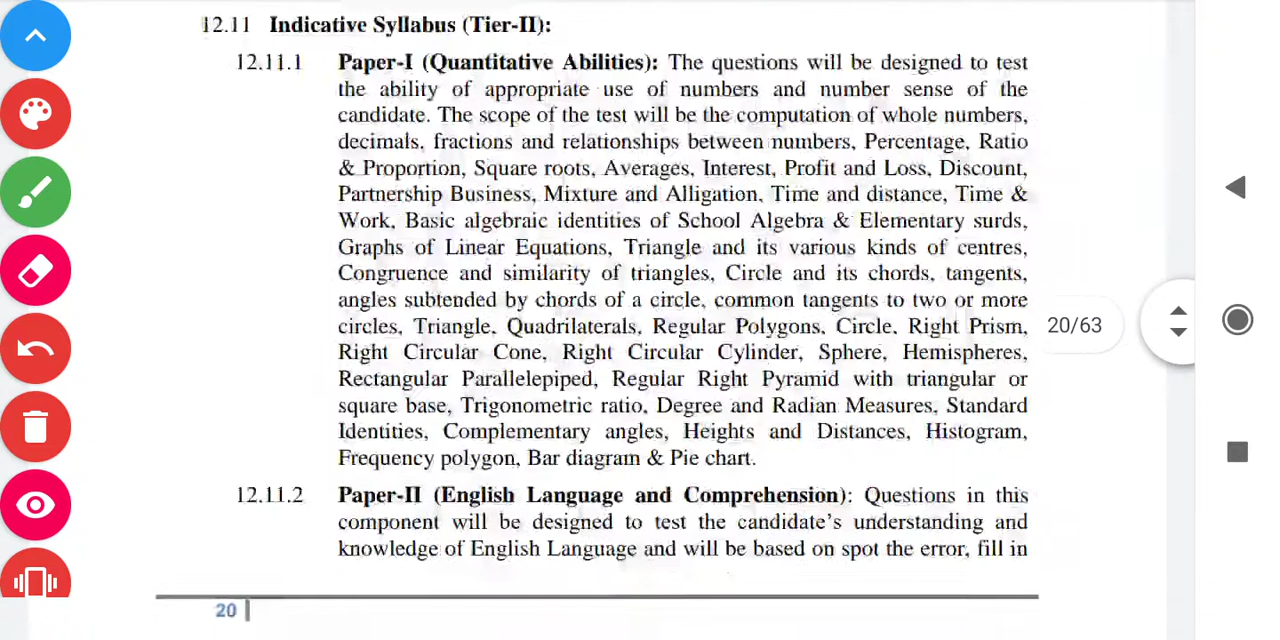 12.11 Indicative Syllabus (Tier-II):
12.11.1 Paper-I (Quantitative Abilities): The questions will be designed to test
the ability of appropriate use of numbers and number sense of the
candidate. The scope of the test will be the computation of whole numbers,
decimals, fractions and relationships between numbers, Percentage, Ratio
& Proportion, Square roots, Averages, Interest, Profit and Loss, Discount,
Partnership Business, Mixture and Alligation, Time and distance, Time &
Work, Basic algebraic identities of School Algebra & Elementary surds,
Graphs of Linear Equations, Triangle and its various kinds of centres,
Congruence and similarity of triangles, Circle and its chords, tangents,
angles subtended by chords of a circle, common tangents to two or more
circles, Triangle, Quadrilaterals, Regular Polygons, Circle, Right Prism,
Right Circular Cone, Right Circular Cylinder, Sphere, Hemispheres,
Rectangular Parallelepiped, Regular Right Pyramid with triangular or
square base, Trigonometric ratio, Degree and Radian Measures, Standard
Identities, Complementary angles, Heights and Distances, Histogram,
Frequency polygon, Bar diagram & Pie chart.
12.11.2 Paper-II (English Language and Comprehension): Questions in this
component will be designed to test the candidate's understanding and
knowledge of English Language and will be based on spot the error, fill in
20
20/63